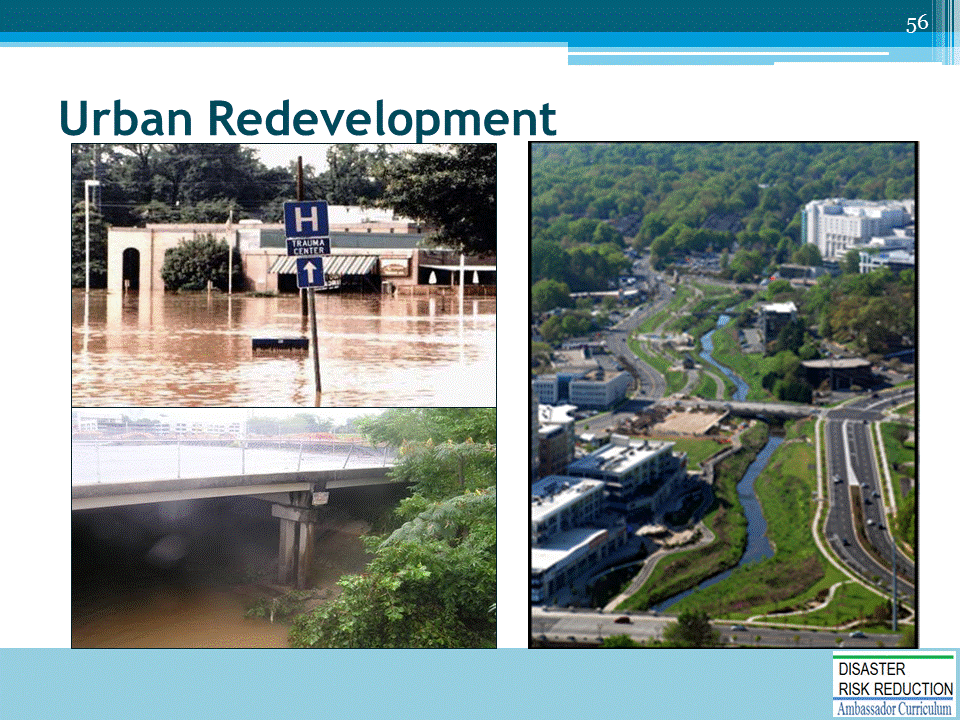 56
Urban Redevelopment
H
TRAUMA
CENTER
DISASTER
RISK REDUCTION
Ambassador Curriculum